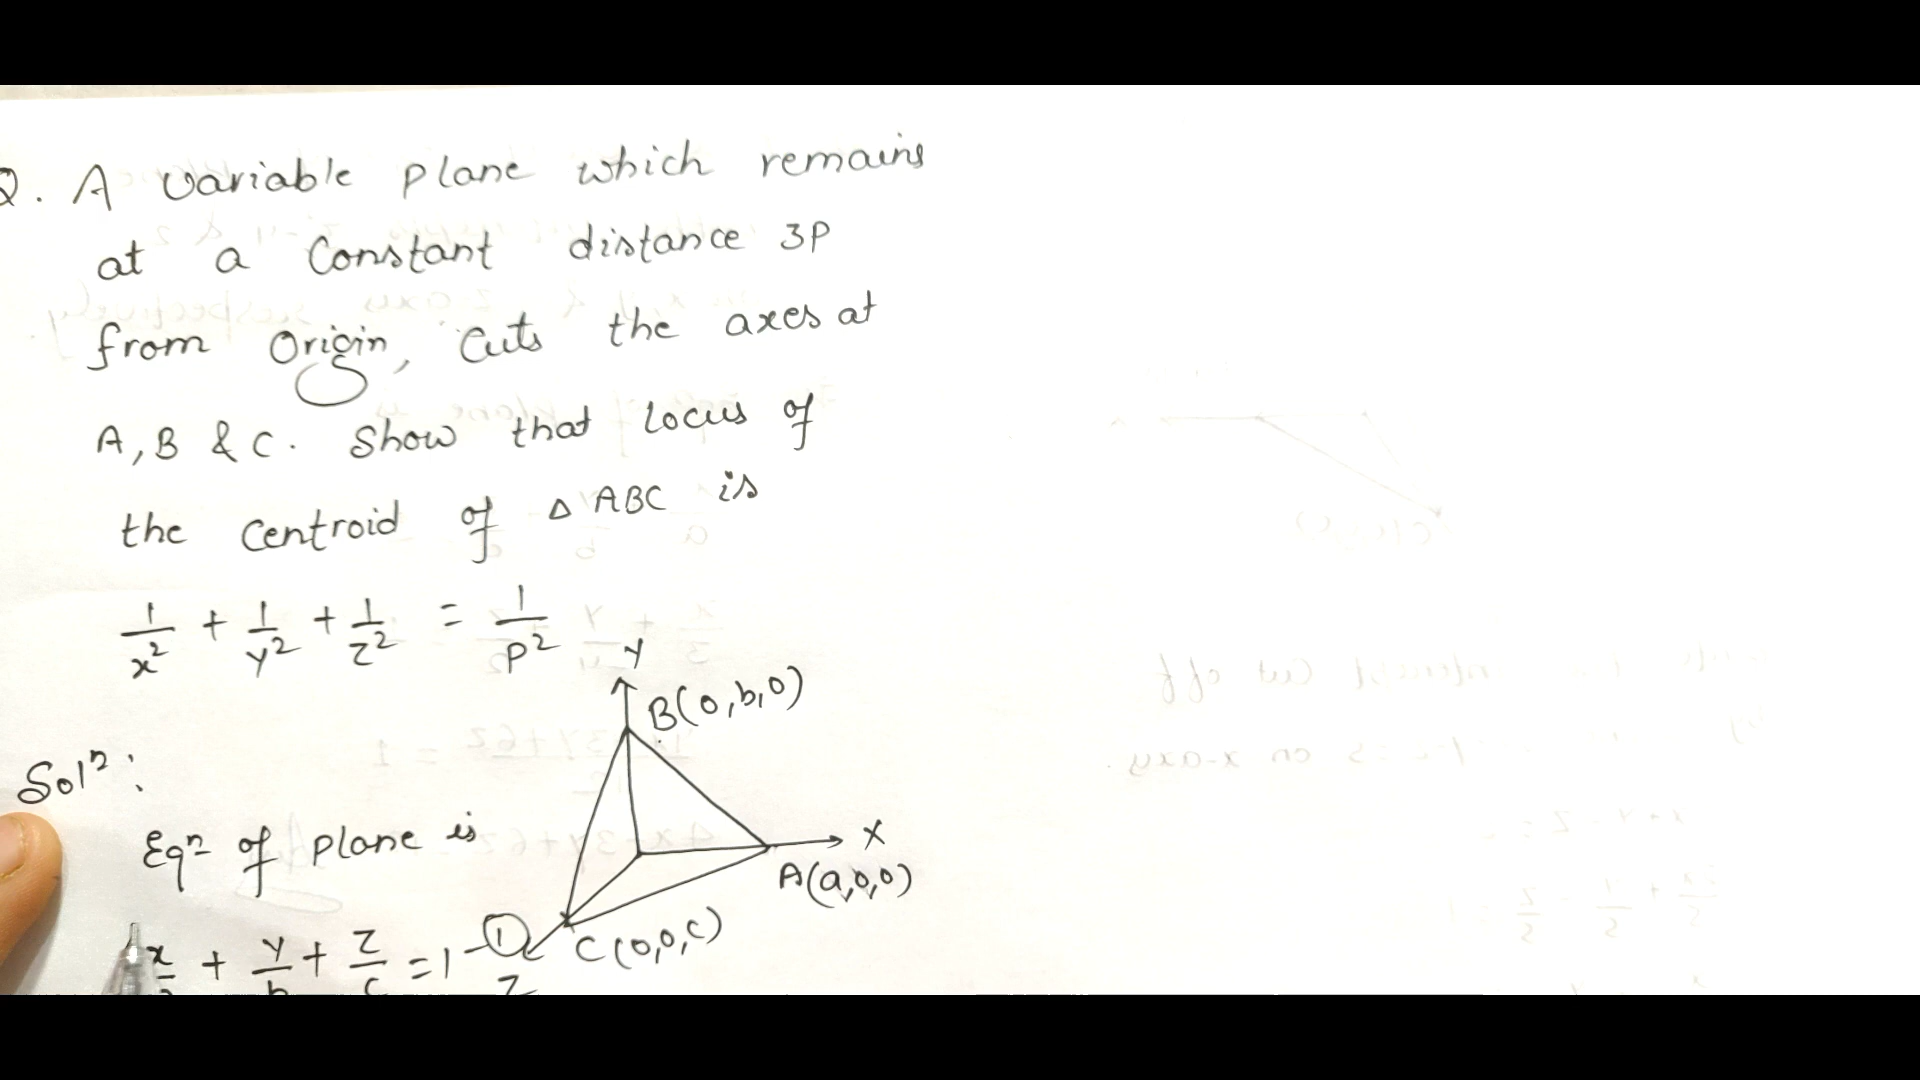 Q. A variable plane which remains
at a constant distance 3P
from origin, cuts the axes at
A, B & C. Show that locus of
the centroid of △ ABC is
1/x² + 1/y² + 1/z² = 1/P²
Y
B(0,b,0)
Solⁿ:
Eqⁿ of plane is
X
A(a,0,0)
x/a + y/b + z/c = 1 - ①
C(0,0,c)
Z